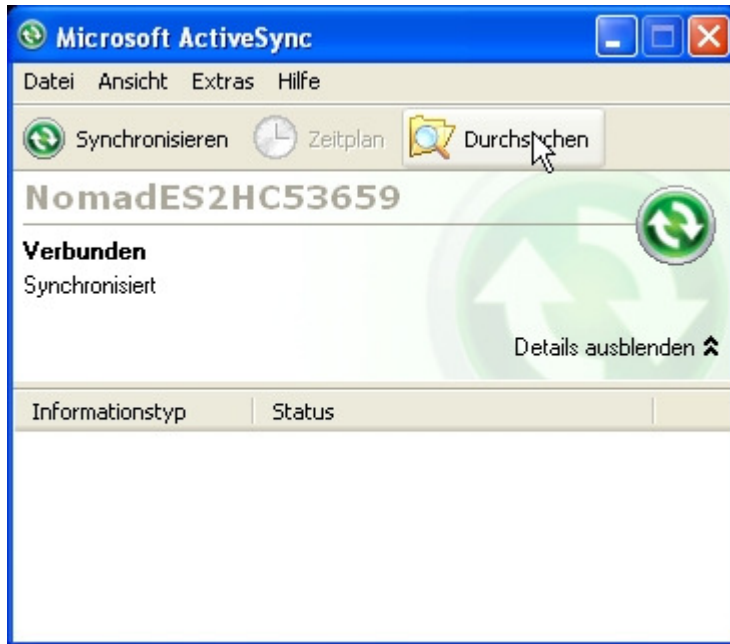 Microsoft ActiveSync
Datei Ansicht Extras Hilfe
Synchronisieren Zeitplan Durchsuchen
NomadES2HC53659
Verbunden
Synchronisiert
Details ausblenden
Informationstyp Status